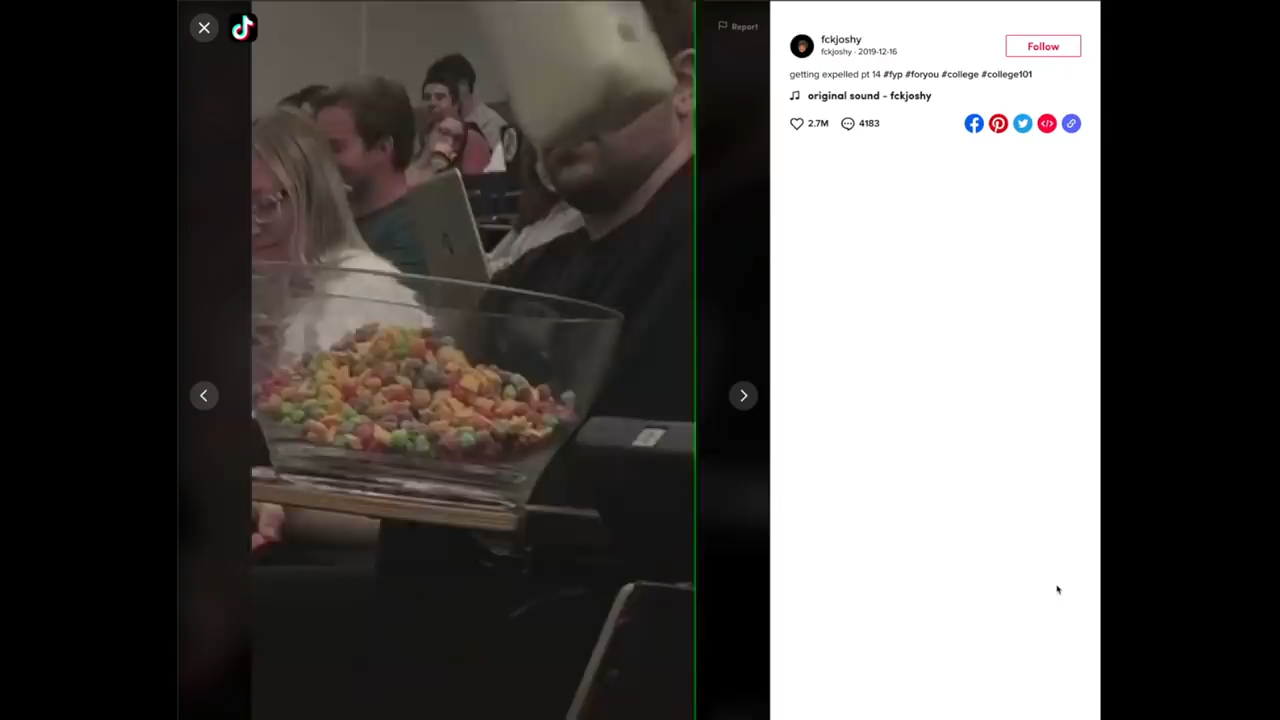 Report
fckjoshy
Follow
fckjoshy · 2019-12-16
getting expelled pt 14 #fyp #foryou #college #college101
original sound - fckjoshy
2.7M
4183